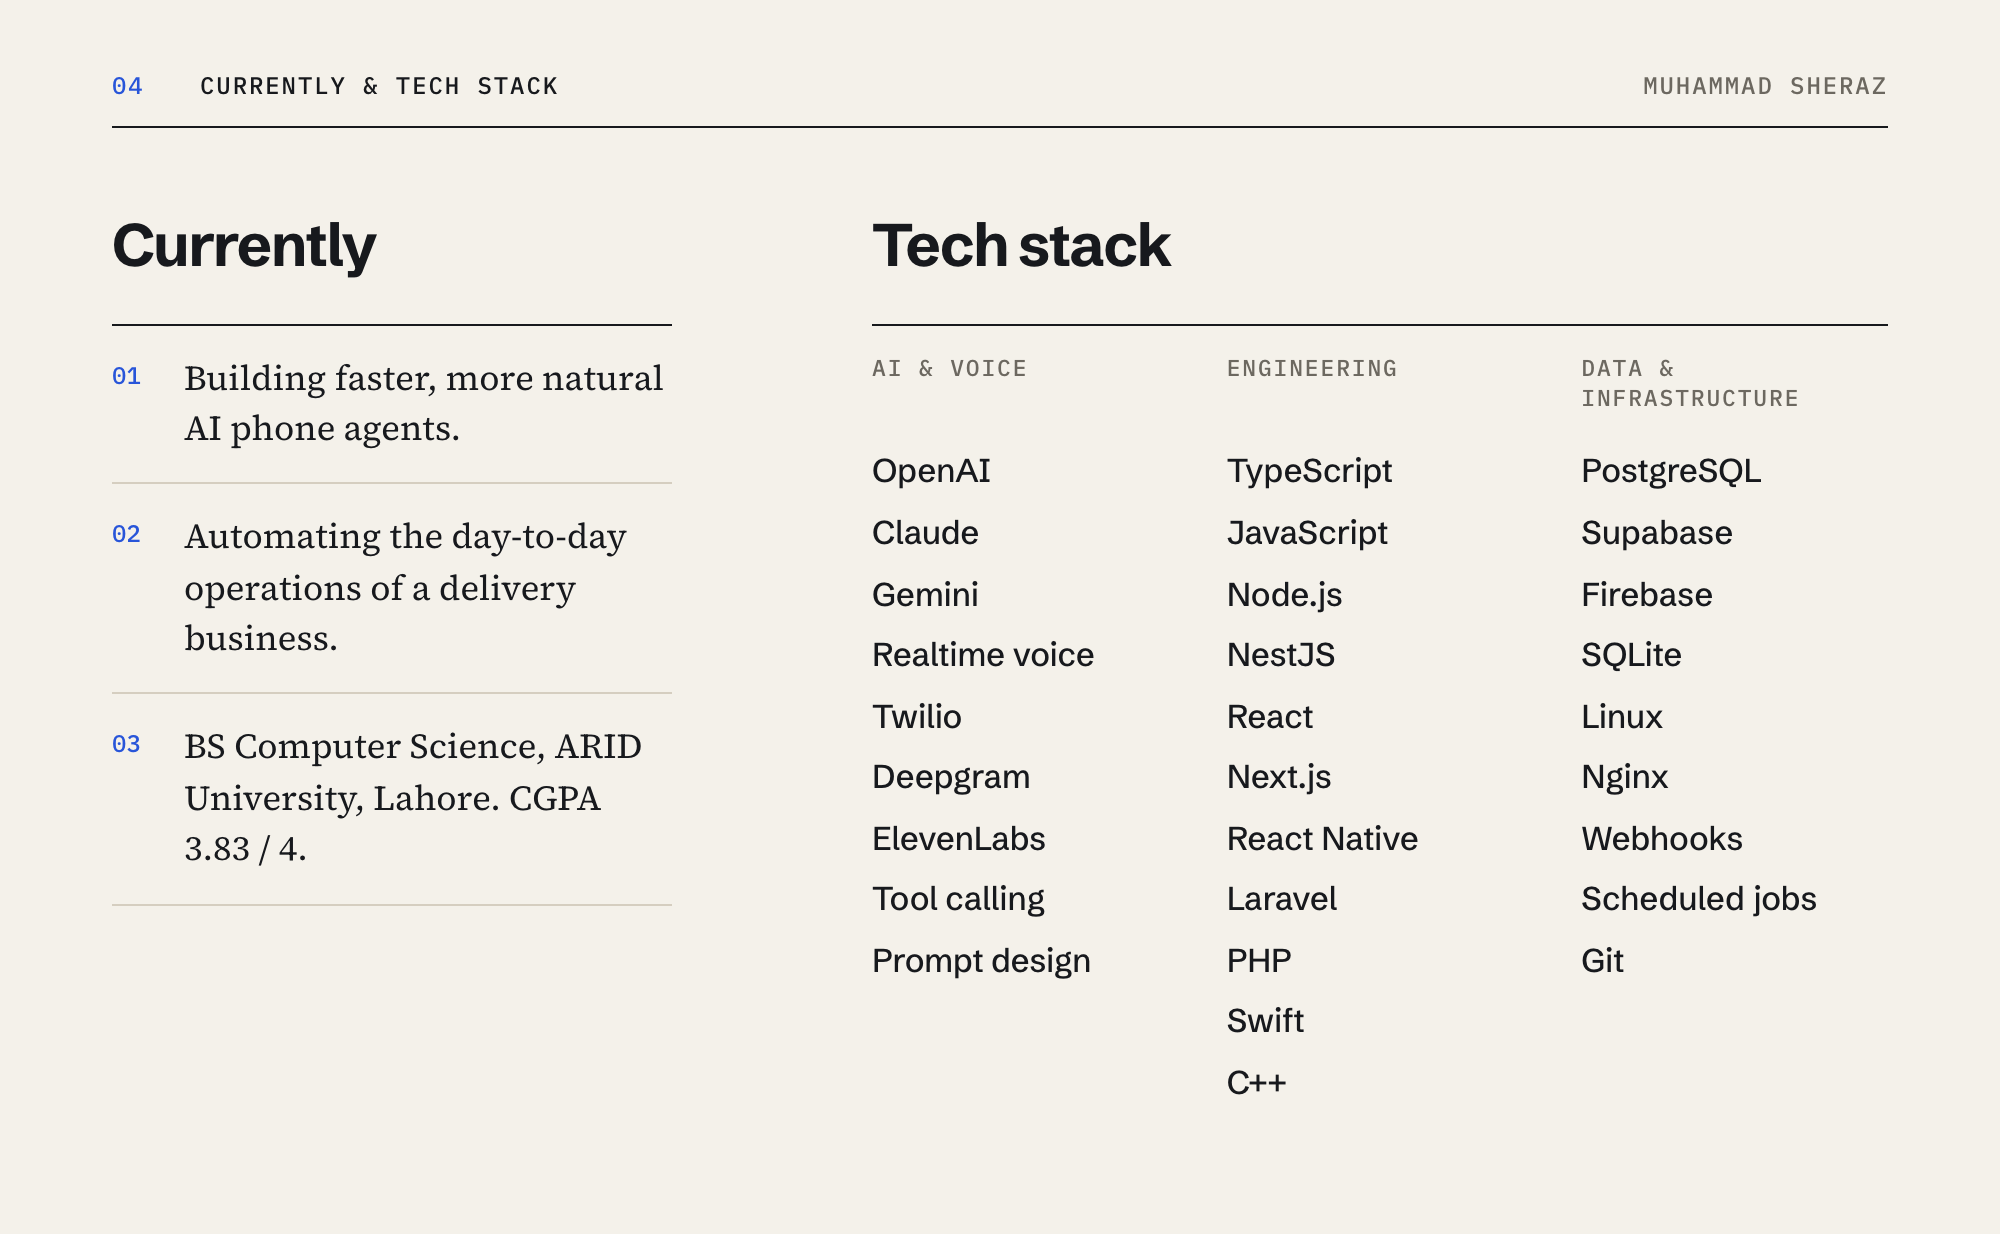 04 CURRENTLY & TECH STACK
MUHAMMAD SHERAZ
Currently
01 Building faster, more natural
AI phone agents.
02 Automating the day-to-day
operations of a delivery
business.
03 BS Computer Science, ARID
University, Lahore. CGPA
3.83 / 4.
Tech stack
AI & VOICE
OpenAI
Claude
Gemini
Realtime voice
Twilio
Deepgram
ElevenLabs
Tool calling
Prompt design
ENGINEERING
TypeScript
JavaScript
Node.js
NestJS
React
Next.js
React Native
Laravel
PHP
Swift
C++
DATA &
INFRASTRUCTURE
PostgreSQL
Supabase
Firebase
SQLite
Linux
Nginx
Webhooks
Scheduled jobs
Git